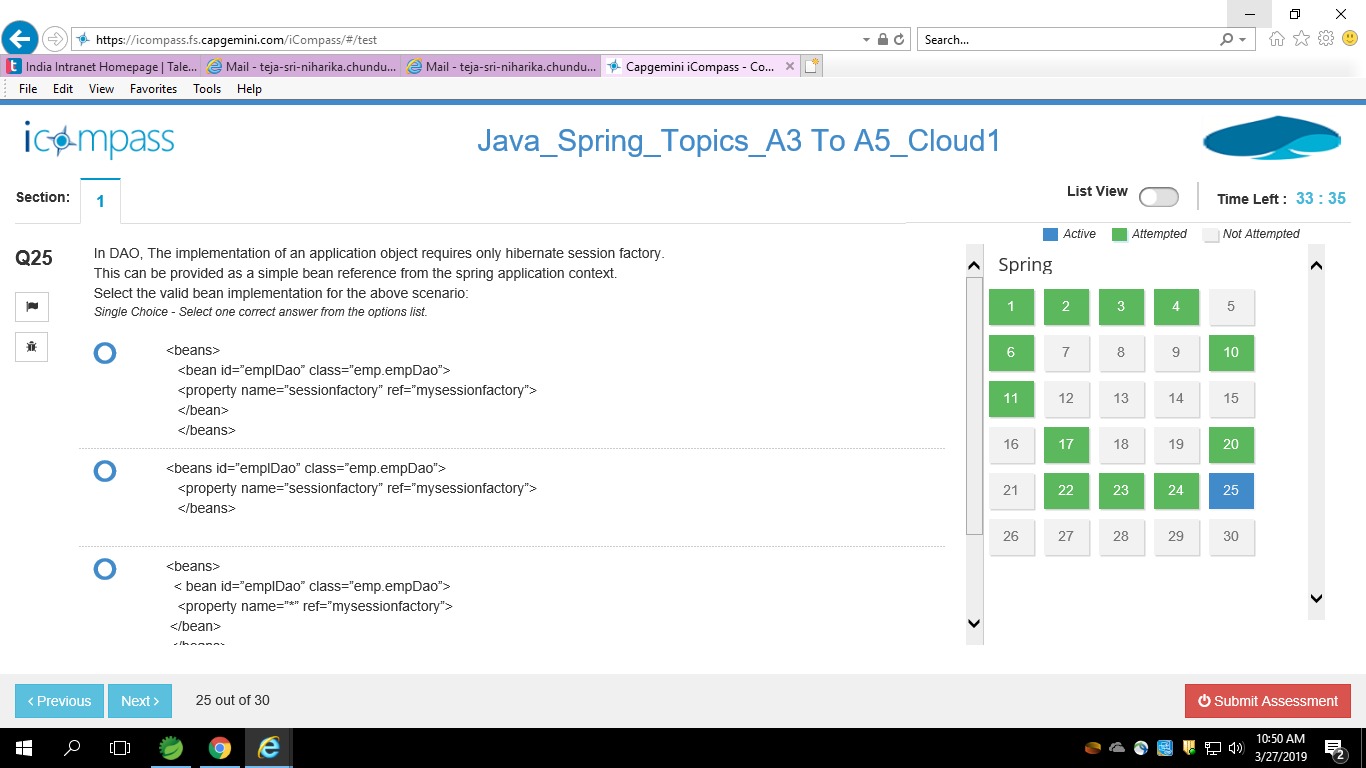 https://icompass.fs.capgemini.com/iCompass/#/test
Search...
India Intranet Homepage | Tale...
Mail - teja-sri-niharika.chundu...
Mail - teja-sri-niharika.chundu...
Capgemini iCompass - Co...
File Edit View Favorites Tools Help
icompass
Java_Spring_Topics_A3 To A5_Cloud1
Section: 1
List View
Time Left : 33 : 35
Active Attempted Not Attempted
Q25
In DAO, The implementation of an application object requires only hibernate session factory.
This can be provided as a simple bean reference from the spring application context.
Select the valid bean implementation for the above scenario:
Single Choice - Select one correct answer from the options list.
<beans>
<bean id="emplDao" class="emp.empDao">
<property name="sessionfactory" ref="mysessionfactory">
</bean>
</beans>
<beans id="emplDao" class="emp.empDao">
<property name="sessionfactory" ref="mysessionfactory">
</beans>
<beans>
< bean id="emplDao" class="emp.empDao">
<property name="*" ref="mysessionfactory">
</bean>
Spring
1 2 3 4 5
6 7 8 9 10
11 12 13 14 15
16 17 18 19 20
21 22 23 24 25
26 27 28 29 30
< Previous
Next >
25 out of 30
Submit Assessment
10:50 AM
3/27/2019
2